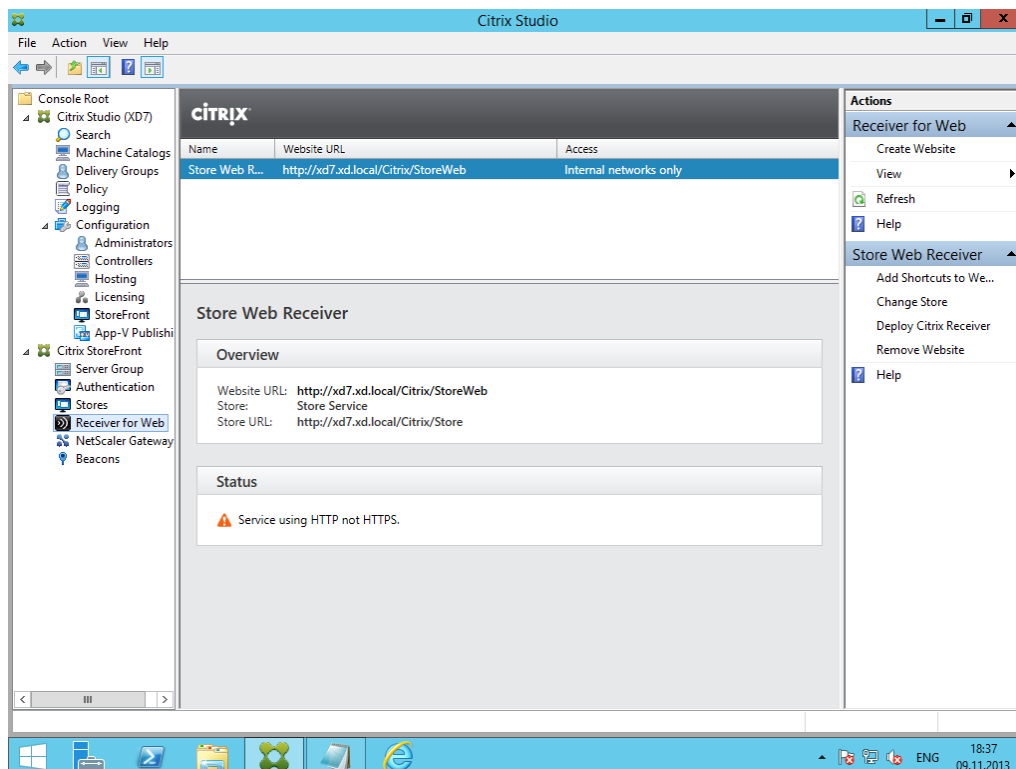 Citrix Studio
File Action View Help
Console Root
Citrix Studio (XD7)
Search
Machine Catalogs
Delivery Groups
Policy
Logging
Configuration
Administrators
Controllers
Hosting
Licensing
StoreFront
App-V Publishi
Citrix StoreFront
Server Group
Authentication
Stores
Receiver for Web
NetScaler Gateway
Beacons
CİTRIX
Name Website URL Access
Store Web R... http://xd7.xd.local/Citrix/StoreWeb Internal networks only
Store Web Receiver
Overview
Website URL: http://xd7.xd.local/Citrix/StoreWeb
Store: Store Service
Store URL: http://xd7.xd.local/Citrix/Store
Status
Service using HTTP not HTTPS.
Actions
Receiver for Web
Create Website
View
Refresh
Help
Store Web Receiver
Add Shortcuts to We...
Change Store
Deploy Citrix Receiver
Remove Website
Help
ENG
18:37
09.11.2013